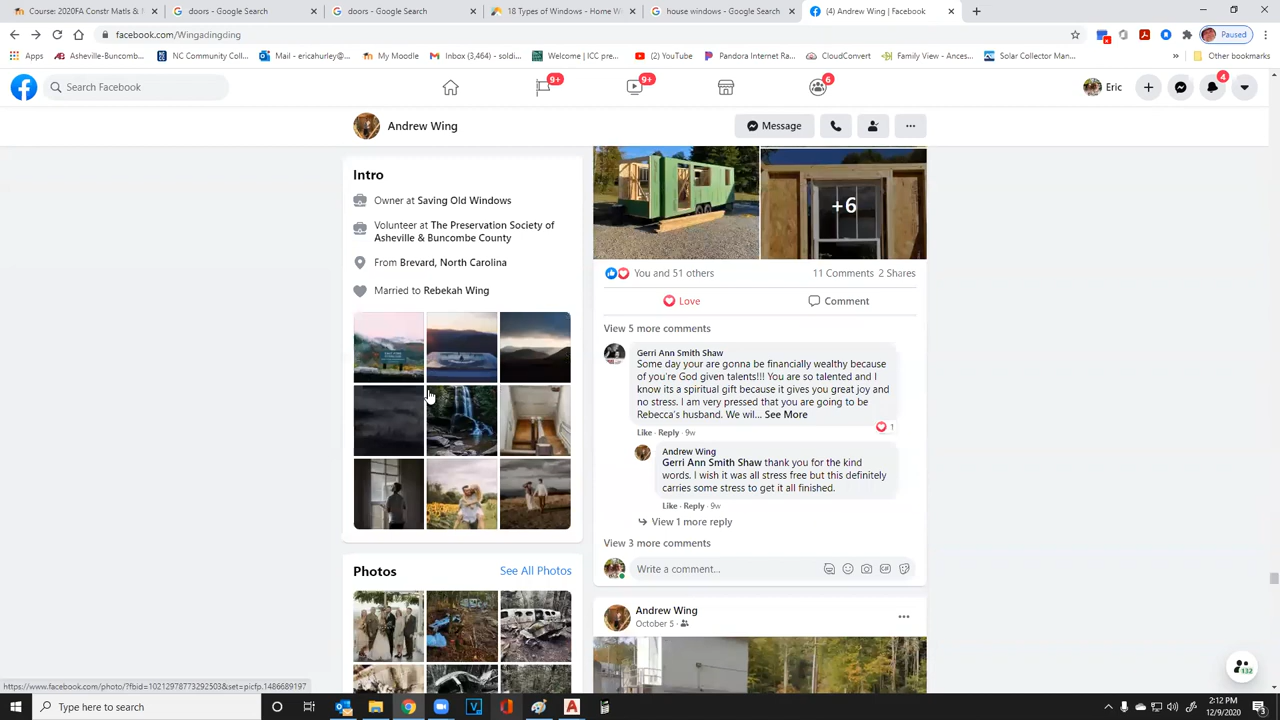 Course: 2020FA Constr Matls &
doors - Google Search
doors - Google Search
18 Types of Windows - Home W
house windows - Google Search
(4) Andrew Wing | Facebook
facebook.com/Wingadingding
Paused
Apps
Asheville-Buncomb...
NC Community Coll...
Mail - ericahurley@...
My Moodle
Inbox (3,464) - soldi...
Welcome | ICC pre...
(2) YouTube
Pandora Internet Ra...
CloudConvert
Family View - Ances...
Solar Collector Man...
»
Other bookmarks
Search Facebook
9+
9+
6
Eric
4
Andrew Wing
Message
Intro
Owner at Saving Old Windows
Volunteer at The Preservation Society of
Asheville & Buncombe County
From Brevard, North Carolina
Married to Rebekah Wing
Photos
See All Photos
+6
You and 51 others
11 Comments 2 Shares
Love
Comment
View 5 more comments
Gerri Ann Smith Shaw
Some day your are gonna be financially wealthy because
of you're God given talents!!! You are so talented and I
know its a spiritual gift because it gives you great joy and
no stress. I am very pressed that you are going to be
Rebecca's husband. We wil... See More
1
Like · Reply · 9w
Andrew Wing
Gerri Ann Smith Shaw thank you for the kind
words. I wish it was all stress free but this definitely
carries some stress to get it all finished.
Like · Reply · 9w
View 1 more reply
View 3 more comments
Write a comment...
GIF
Andrew Wing
October 5 ·
132
https://www.facebook.com/photo/?fbid=10212978773292503&set=picfp.1486689197
Type here to search
2:12 PM
12/9/2020